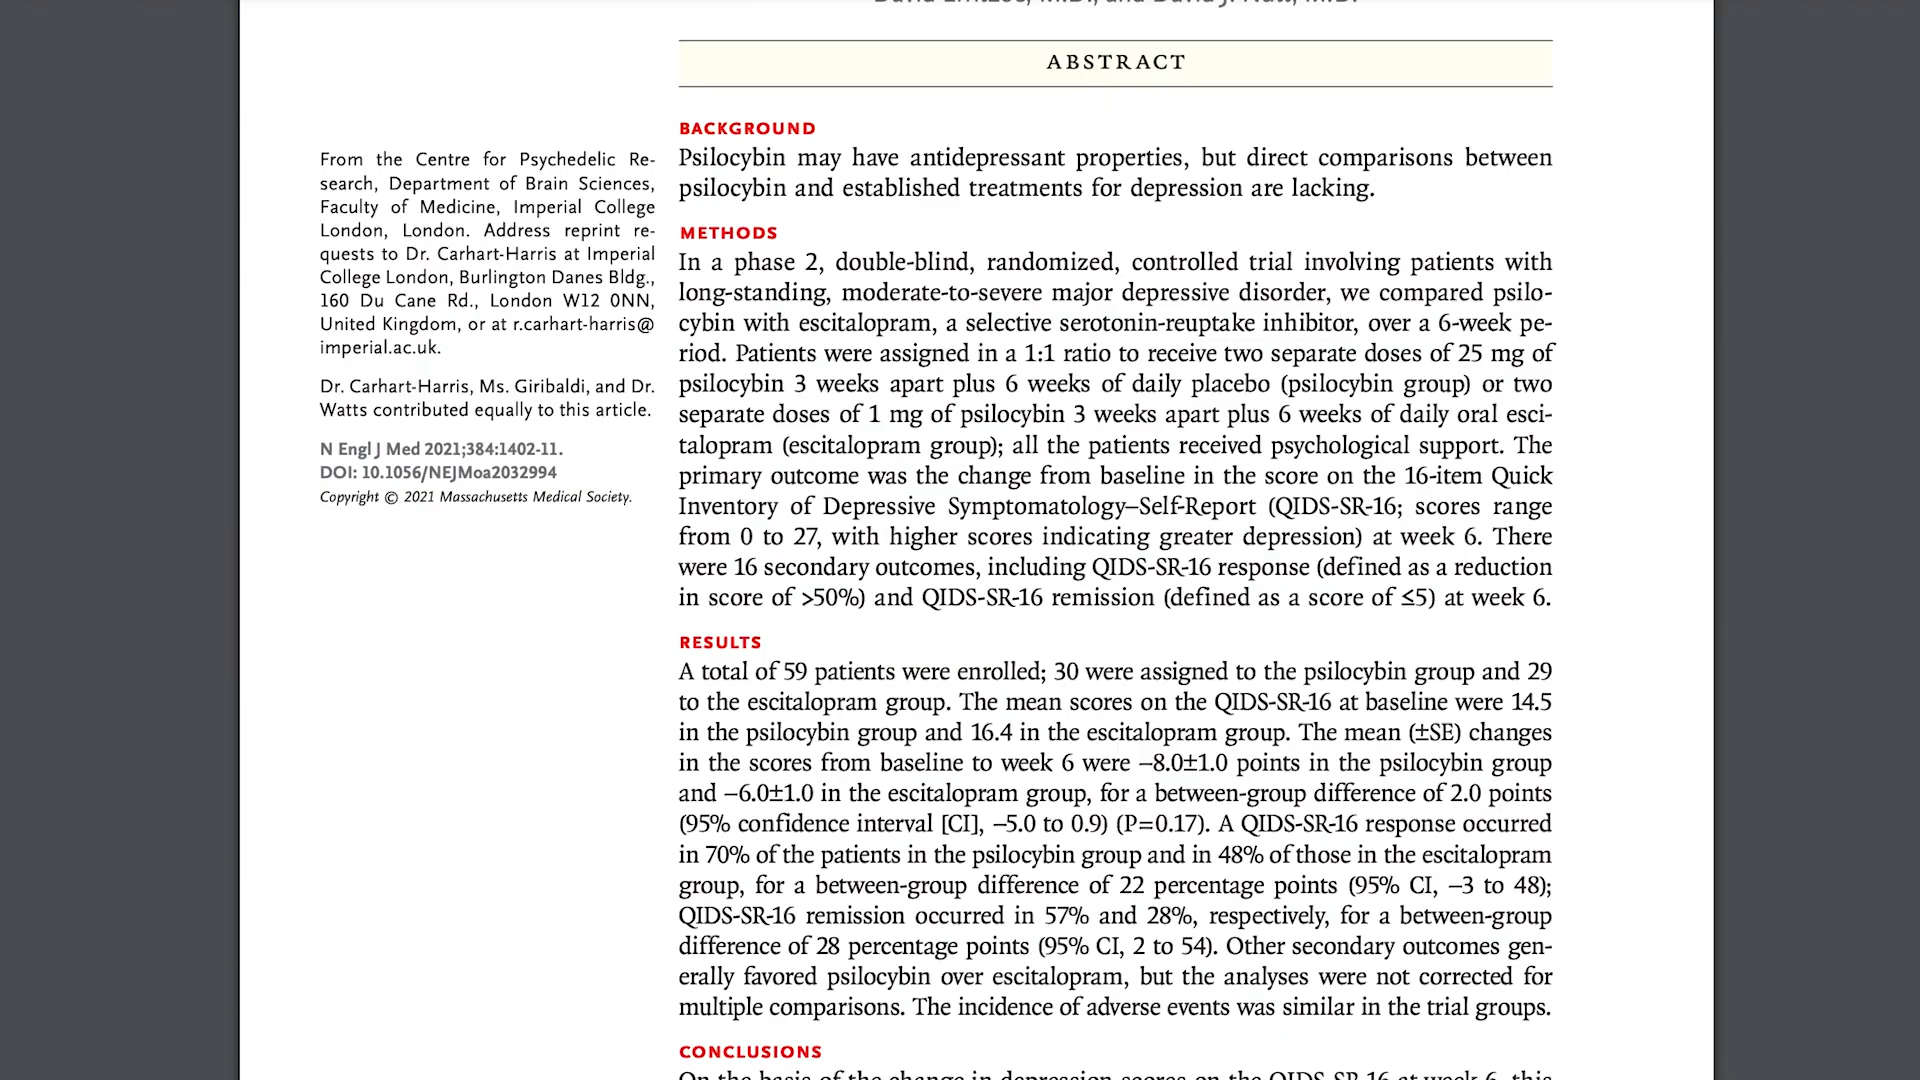 David Erritzoe, M.D., and David J. Nutt, M.D.
ABSTRACT
From the Centre for Psychedelic Re-
search, Department of Brain Sciences,
Faculty of Medicine, Imperial College
London, London. Address reprint re-
quests to Dr. Carhart-Harris at Imperial
College London, Burlington Danes Bldg.,
160 Du Cane Rd., London W12 0NN,
United Kingdom, or at r.carhart-harris@
imperial.ac.uk.
Dr. Carhart-Harris, Ms. Giribaldi, and Dr.
Watts contributed equally to this article.
N Engl J Med 2021;384:1402-11.
DOI: 10.1056/NEJMoa2032994
Copyright © 2021 Massachusetts Medical Society.
BACKGROUND
Psilocybin may have antidepressant properties, but direct comparisons between
psilocybin and established treatments for depression are lacking.
METHODS
In a phase 2, double-blind, randomized, controlled trial involving patients with
long-standing, moderate-to-severe major depressive disorder, we compared psilo-
cybin with escitalopram, a selective serotonin-reuptake inhibitor, over a 6-week pe-
riod. Patients were assigned in a 1:1 ratio to receive two separate doses of 25 mg of
psilocybin 3 weeks apart plus 6 weeks of daily placebo (psilocybin group) or two
separate doses of 1 mg of psilocybin 3 weeks apart plus 6 weeks of daily oral esci-
talopram (escitalopram group); all the patients received psychological support. The
primary outcome was the change from baseline in the score on the 16-item Quick
Inventory of Depressive Symptomatology–Self-Report (QIDS-SR-16; scores range
from 0 to 27, with higher scores indicating greater depression) at week 6. There
were 16 secondary outcomes, including QIDS-SR-16 response (defined as a reduction
in score of >50%) and QIDS-SR-16 remission (defined as a score of ≤5) at week 6.
RESULTS
A total of 59 patients were enrolled; 30 were assigned to the psilocybin group and 29
to the escitalopram group. The mean scores on the QIDS-SR-16 at baseline were 14.5
in the psilocybin group and 16.4 in the escitalopram group. The mean (±SE) changes
in the scores from baseline to week 6 were −8.0±1.0 points in the psilocybin group
and −6.0±1.0 in the escitalopram group, for a between-group difference of 2.0 points
(95% confidence interval [CI], −5.0 to 0.9) (P=0.17). A QIDS-SR-16 response occurred
in 70% of the patients in the psilocybin group and in 48% of those in the escitalopram
group, for a between-group difference of 22 percentage points (95% CI, −3 to 48);
QIDS-SR-16 remission occurred in 57% and 28%, respectively, for a between-group
difference of 28 percentage points (95% CI, 2 to 54). Other secondary outcomes gen-
erally favored psilocybin over escitalopram, but the analyses were not corrected for
multiple comparisons. The incidence of adverse events was similar in the trial groups.
CONCLUSIONS
On the basis of the change in depression scores on the QIDS-SR-16 at week 6, this